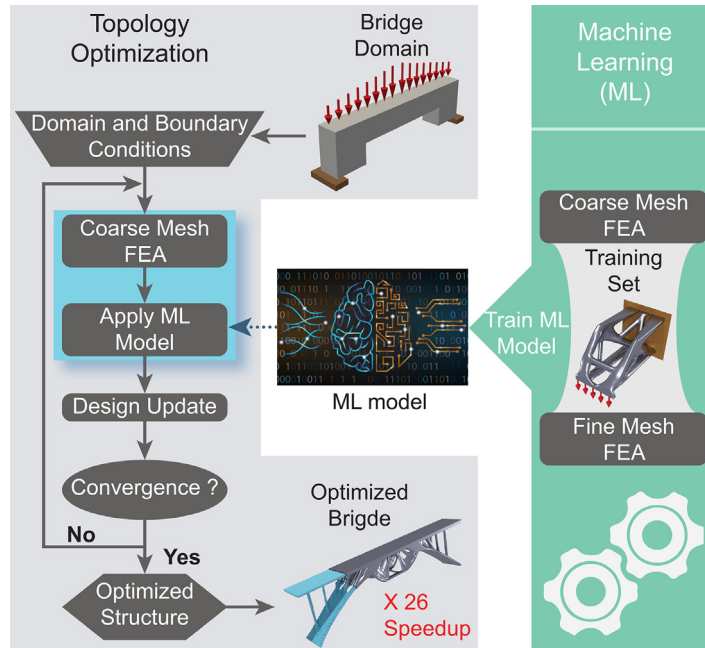 Topology
Optimization
Bridge
Domain
Domain and Boundary
Conditions
Coarse Mesh
FEA
Apply ML
Model
Design Update
Convergence ?
No
Yes
Optimized
Structure
ML model
Optimized
Brigde
X 26
Speedup
Machine
Learning
(ML)
Coarse Mesh
FEA
Training
Set
Train ML
Model
Fine Mesh
FEA